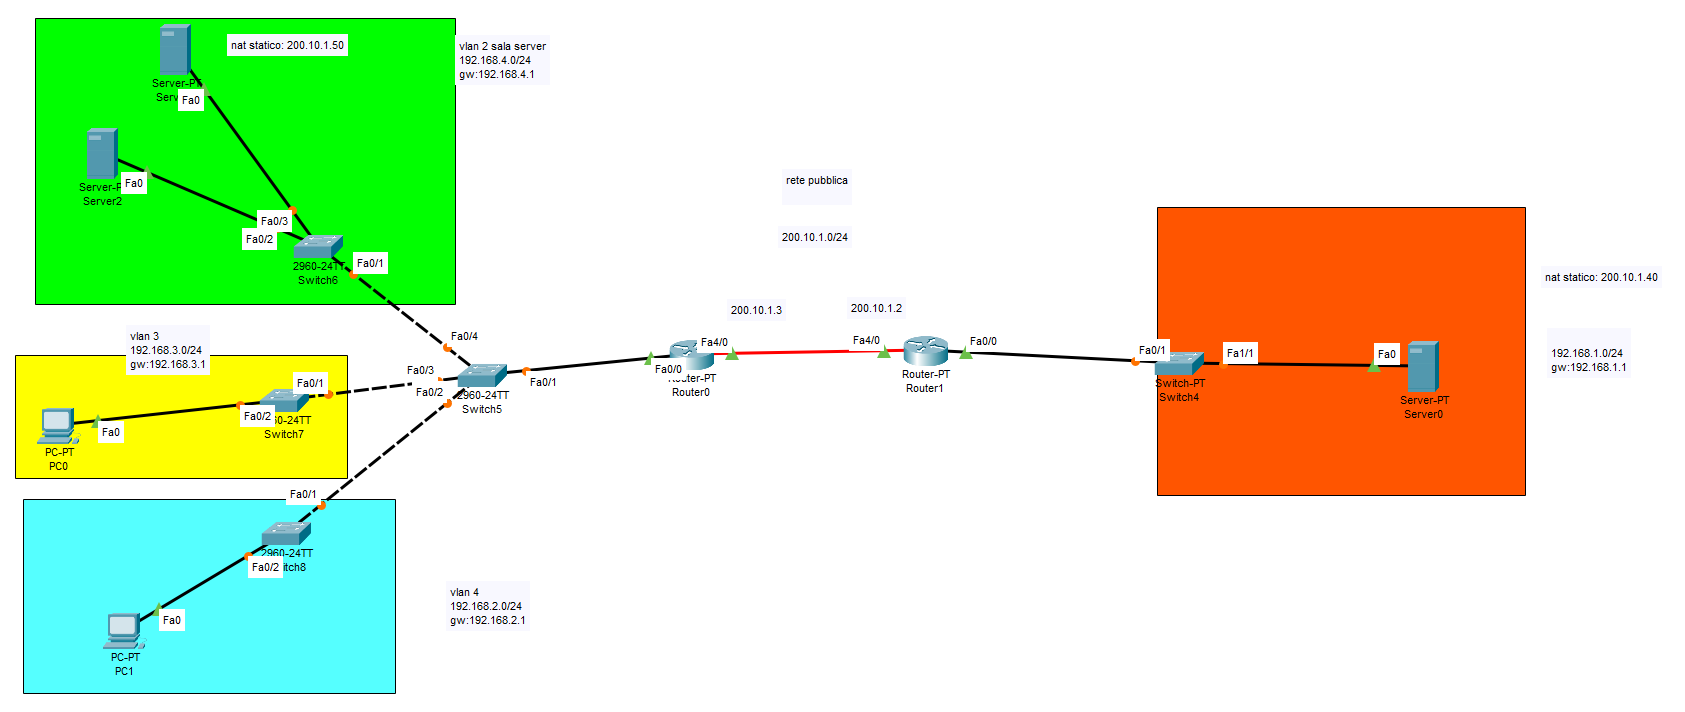 nat statico: 200.10.1.50
vlan 2 sala server
192.168.4.0/24
gw:192.168.4.1
Server-PT
Serv
Fa0
Server-P
Server2
Fa0
Fa0/3
Fa0/2
Fa0/1
2960-24TT
Switch6
rete pubblica
200.10.1.0/24
nat statico: 200.10.1.40
192.168.1.0/24
gw:192.168.1.1
vlan 3
192.168.3.0/24
gw:192.168.3.1
Fa0/4
Fa0/3
Fa0/2
Fa0/1
2960-24TT
Switch5
200.10.1.3
200.10.1.2
Fa4/0
Fa0/0
Router-PT
Router0
Fa4/0
Fa0/0
Router-PT
Router1
Fa0/1
Fa1/1
Switch-PT
Switch4
Fa0
Server-PT
Server0
Fa0/1
Fa0/2
60-24TT
Switch7
Fa0
PC-PT
PC0
Fa0/1
2960-24TT
Fa0/2
itch8
Fa0
PC-PT
PC1
vlan 4
192.168.2.0/24
gw:192.168.2.1